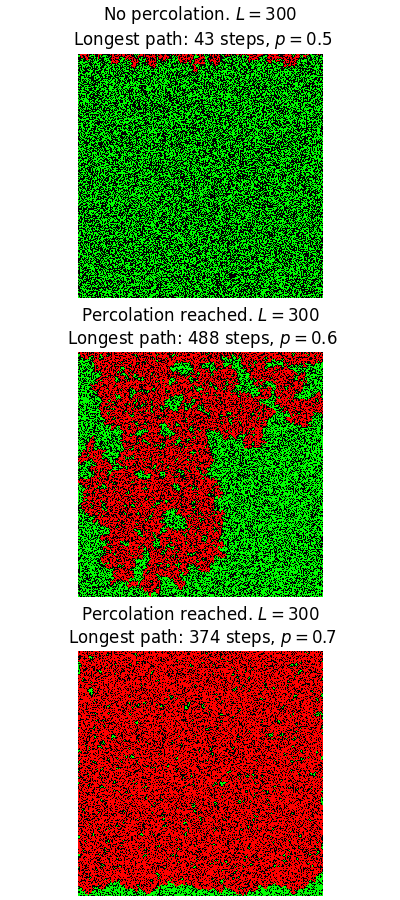 No percolation. L = 300
Longest path: 43 steps, p = 0.5
Percolation reached. L = 300
Longest path: 488 steps, p = 0.6
Percolation reached. L = 300
Longest path: 374 steps, p = 0.7